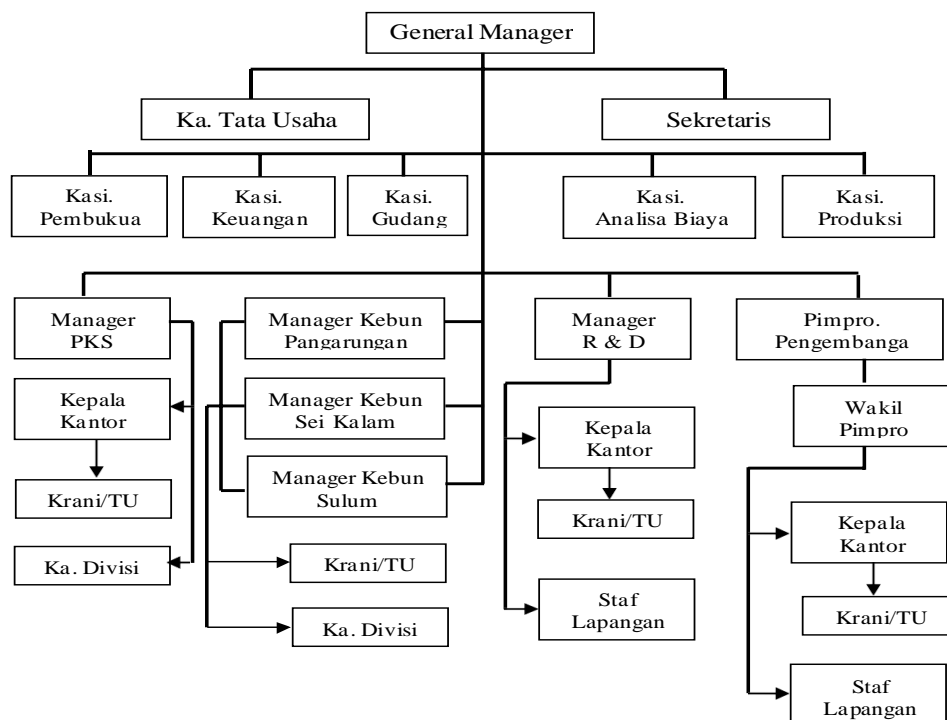 General Manager
Ka. Tata Usaha
Sekretaris
Kasi.
Pembukua
Kasi.
Keuangan
Kasi.
Gudang
Kasi.
Analisa Biaya
Kasi.
Produksi
Manager
PKS
Manager Kebun
Pangarungan
Manager
R & D
Pimpro.
Pengembanga
Kepala
Kantor
Manager Kebun
Sei Kalam
Kepala
Kantor
Wakil
Pimpro
Krani/TU
Manager Kebun
Sulum
Krani/TU
Kepala
Kantor
Ka. Divisi
Krani/TU
Ka. Divisi
Staf
Lapangan
Krani/TU
Staf
Lapangan